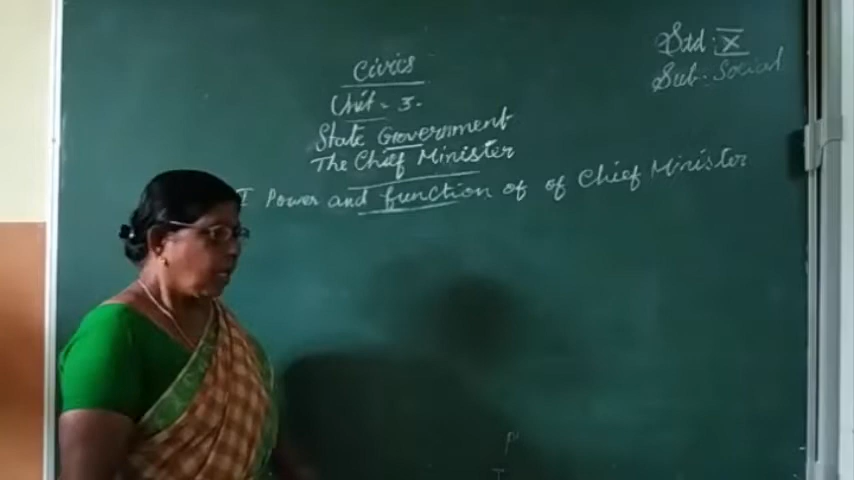 Std: X
Sub: Social
Civics
Unit - 3.
State Government
The Chief Minister
I Power and function of of Chief Minister
P